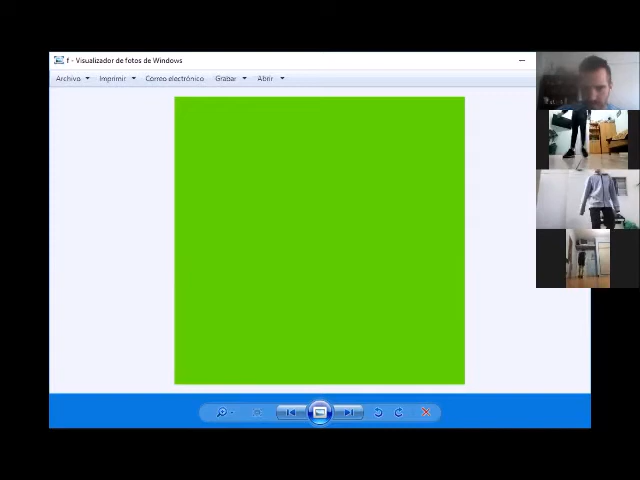 f - Visualizador de fotos de Windows
Archivo Imprimir Correo electrónico Grabar Abrir